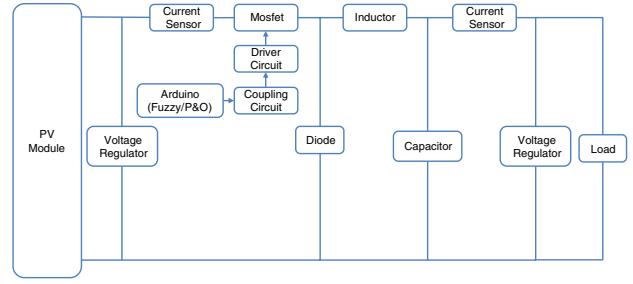 Current
Sensor
Mosfet
Inductor
Current
Sensor
Driver
Circuit
Arduino
(Fuzzy/P&O)
Coupling
Circuit
PV
Module
Voltage
Regulator
Diode
Capacitor
Voltage
Regulator
Load